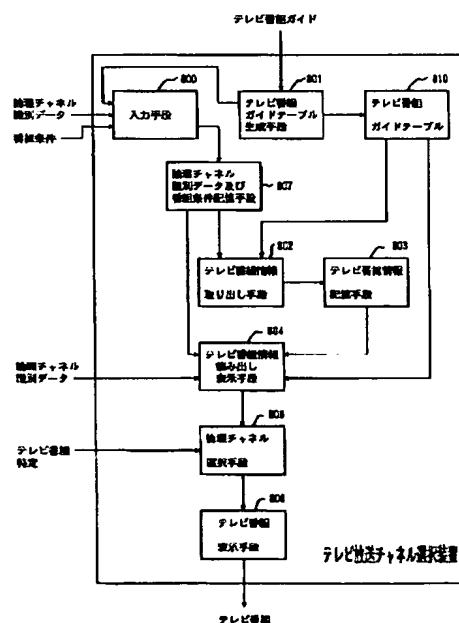 テレビ番組ガイド
800
801
810
論理チャネル
識別データ
番組条件
入力手段
テレビ番組
ガイドテーブル
生成手段
テレビ番組
ガイドテーブル
論理チャネル
識別データ及び
番組条件記憶手段
807
802
803
テレビ番組情報
取り出し手段
テレビ番組情報
記憶手段
804
論理チャネル
識別データ
テレビ番組情報
読み出し
表示手段
805
テレビ番組
特定
論理チャネル
選択手段
806
テレビ番組
表示手段
テレビ放送チャネル選択装置
テレビ番組